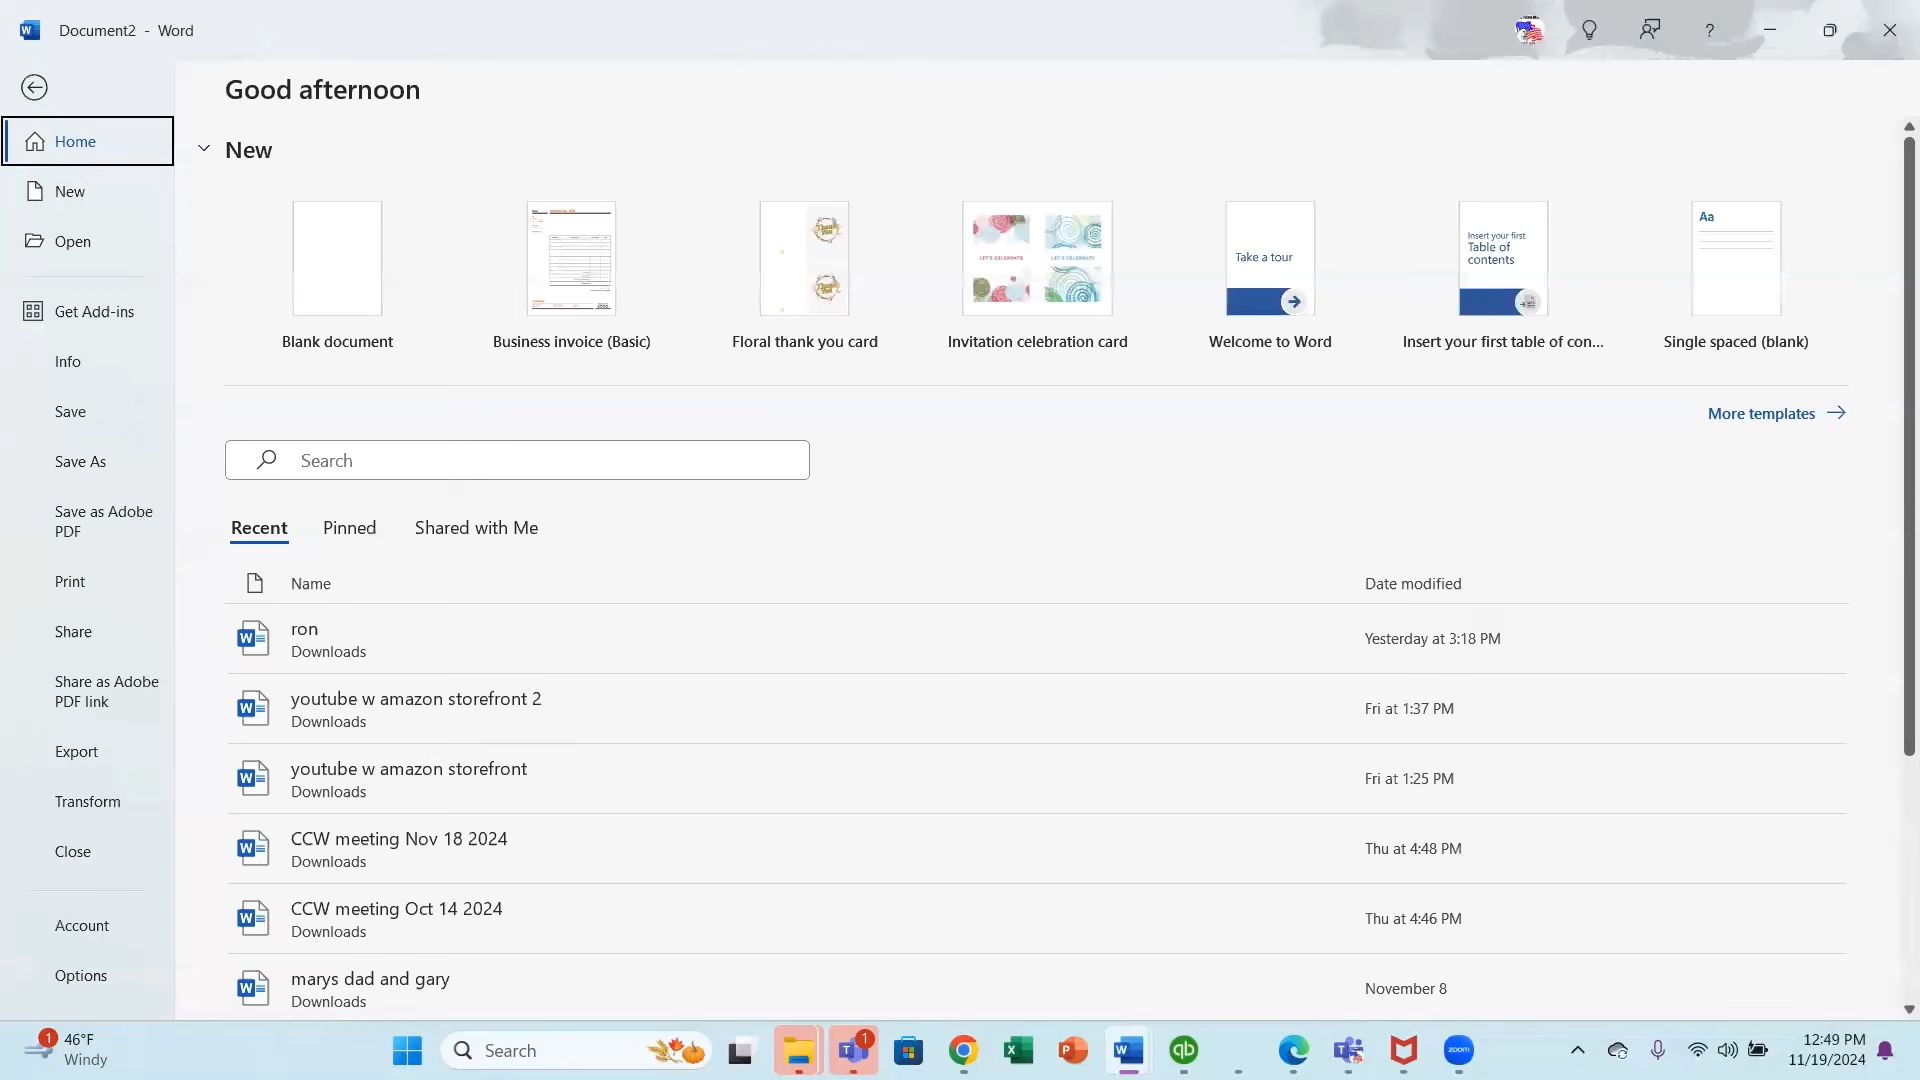 Document2 - Word
Good afternoon
Home
New
Open
Get Add-ins
Info
Save
Save As
Save as Adobe
PDF
Print
Share
Share as Adobe
PDF link
Export
Transform
Close
Account
Options
New
Take a tour
Insert your first
Table of
contents
Aa
LET'S CELEBRATE
LET'S CELEBRATE
Blank document
Business invoice (Basic)
Floral thank you card
Invitation celebration card
Welcome to Word
Insert your first table of con...
Single spaced (blank)
More templates
Search
Recent
Pinned
Shared with Me
Name
Date modified
ron
Downloads
Yesterday at 3:18 PM
youtube w amazon storefront 2
Downloads
Fri at 1:37 PM
youtube w amazon storefront
Downloads
Fri at 1:25 PM
CCW meeting Nov 18 2024
Downloads
Thu at 4:48 PM
CCW meeting Oct 14 2024
Downloads
Thu at 4:46 PM
marys dad and gary
Downloads
November 8
1
46°F
Windy
Search
1
zoom
12:49 PM
11/19/2024